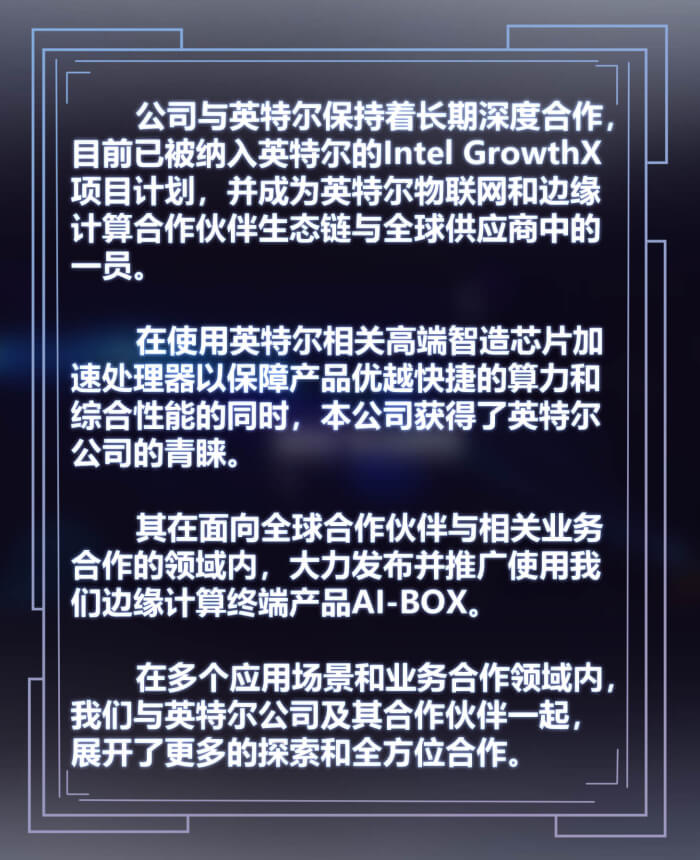 公司与英特尔保持着长期深度合作，
目前已被纳入英特尔的Intel GrowthX
项目计划，并成为英特尔物联网和边缘
计算合作伙伴生态链与全球供应商中的
一员。
在使用英特尔相关高端智造芯片加
速处理器以保障产品优越快捷的算力和
综合性能的同时，本公司获得了英特尔
公司的青睐。
其在面向全球合作伙伴与相关业务
合作的领域内，大力发布并推广使用我
们边缘计算终端产品AI-BOX。
在多个应用场景和业务合作领域内，
我们与英特尔公司及其合作伙伴一起，
展开了更多的探索和全方位合作。